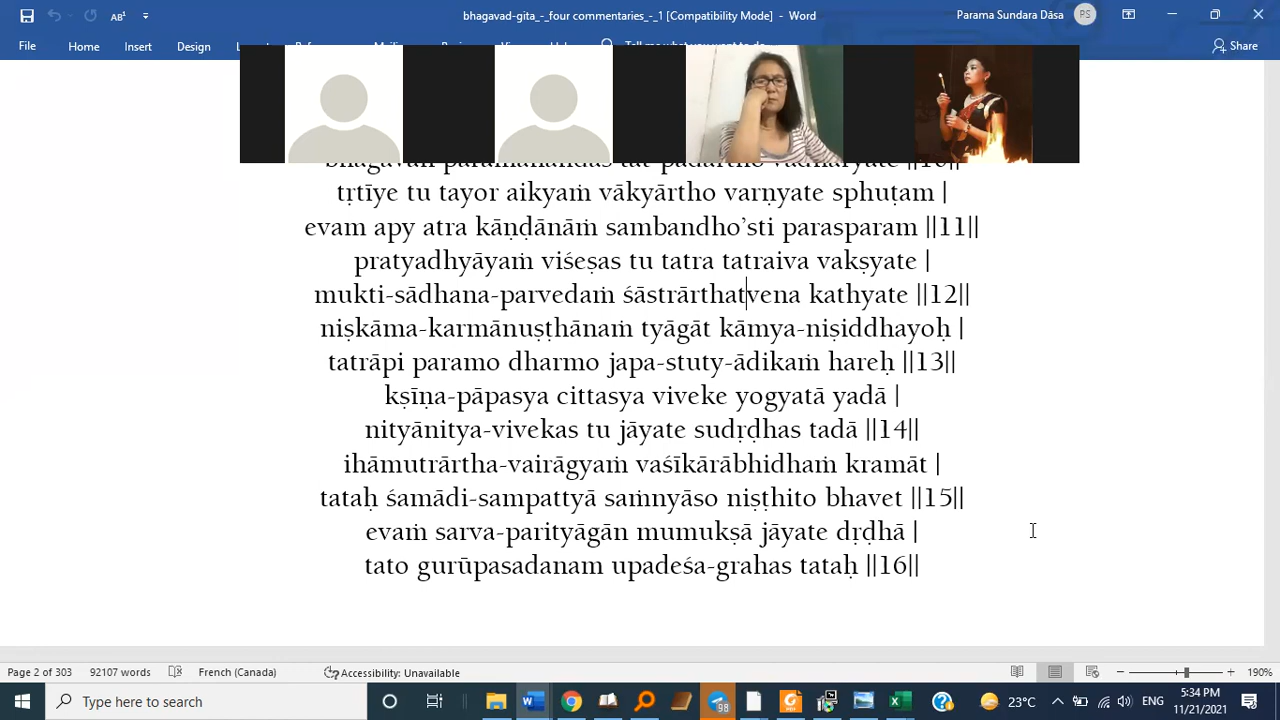 bhagavad-gita_-_four commentaries_-_1 [Compatibility Mode] - Word
Parama Sundara Dāsa
PS
File Home Insert Design
Share
tṛtīye tu tayor aikyaṁ vākyārtho varṇyate sphuṭam |
evam apy atra kāṇḍānāṁ sambandho’sti parasparam ||11||
pratyadhyāyaṁ viśeṣas tu tatra tatraiva vakṣyate |
mukti-sādhana-parvedaṁ śāstrārthatvena kathyate ||12||
niṣkāma-karmānuṣṭhānaṁ tyāgāt kāmya-niṣiddhayoḥ |
tatrāpi paramo dharmo japa-stuty-ādikaṁ hareḥ ||13||
kṣīṇa-pāpasya cittasya viveke yogyatā yadā |
nityānitya-vivekas tu jāyate sudṛḍhas tadā ||14||
ihāmutrārtha-vairāgyaṁ vaśīkārābhidhaṁ kramāt |
tataḥ śamādi-sampattyā saṁnyāso niṣṭhito bhavet ||15||
evaṁ sarva-parityāgān mumukṣā jāyate dṛḍhā |
tato gurūpasadanam upadeśa-grahas tataḥ ||16||
Page 2 of 303 92107 words French (Canada) Accessibility: Unavailable 190%
Type here to search
98
23°C ENG
5:34 PM
11/21/2021